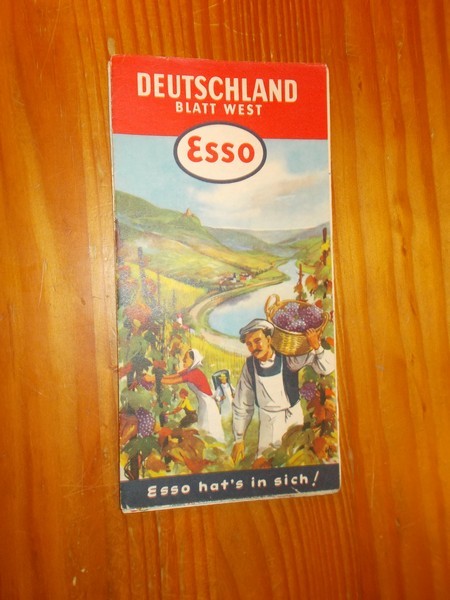 DEUTSCHLAND
BLATT WEST
Esso
Esso hat's in sich!